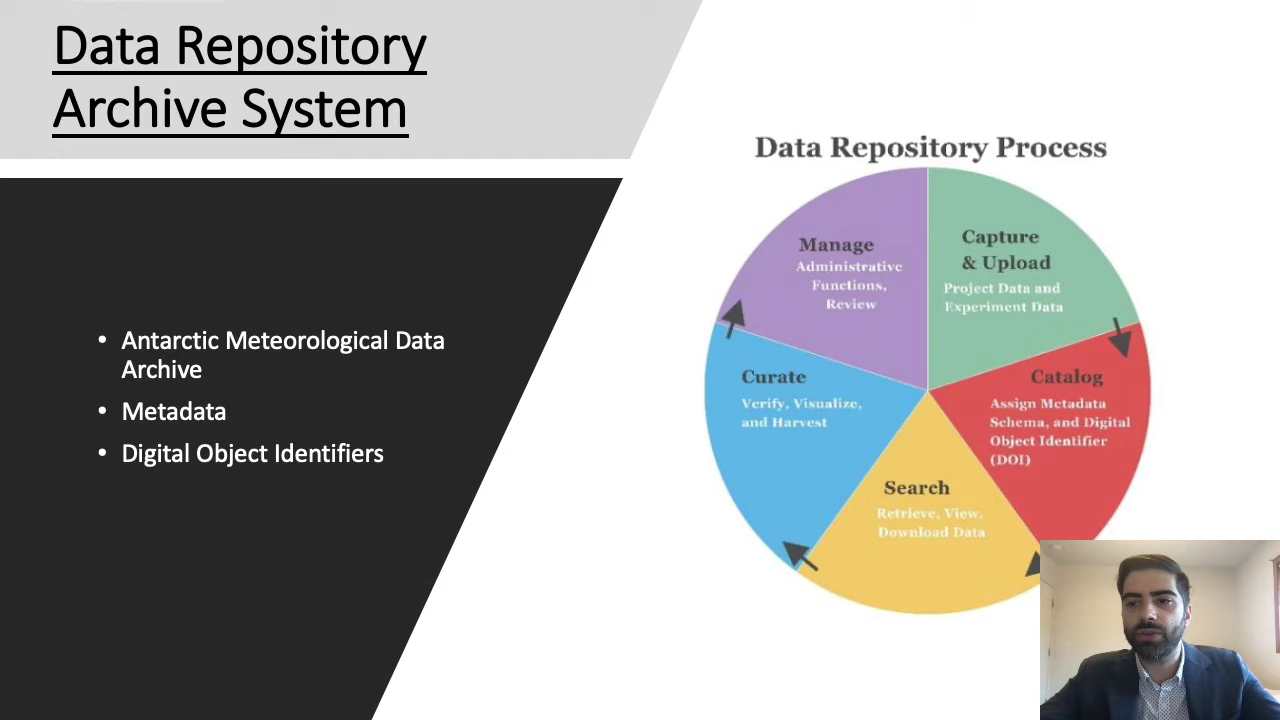 Data Repository
Archive System
• Antarctic Meteorological Data
Archive
• Metadata
• Digital Object Identifiers
Data Repository Process
Manage
Administrative
Functions,
Review
Capture
& Upload
Project Data and
Experiment Data
Catalog
Assign Metadata
Schema, and Digital
Object Identifier
(DOI)
Search
Retrieve, View,
Download Data
Curate
Verify, Visualize,
and Harvest